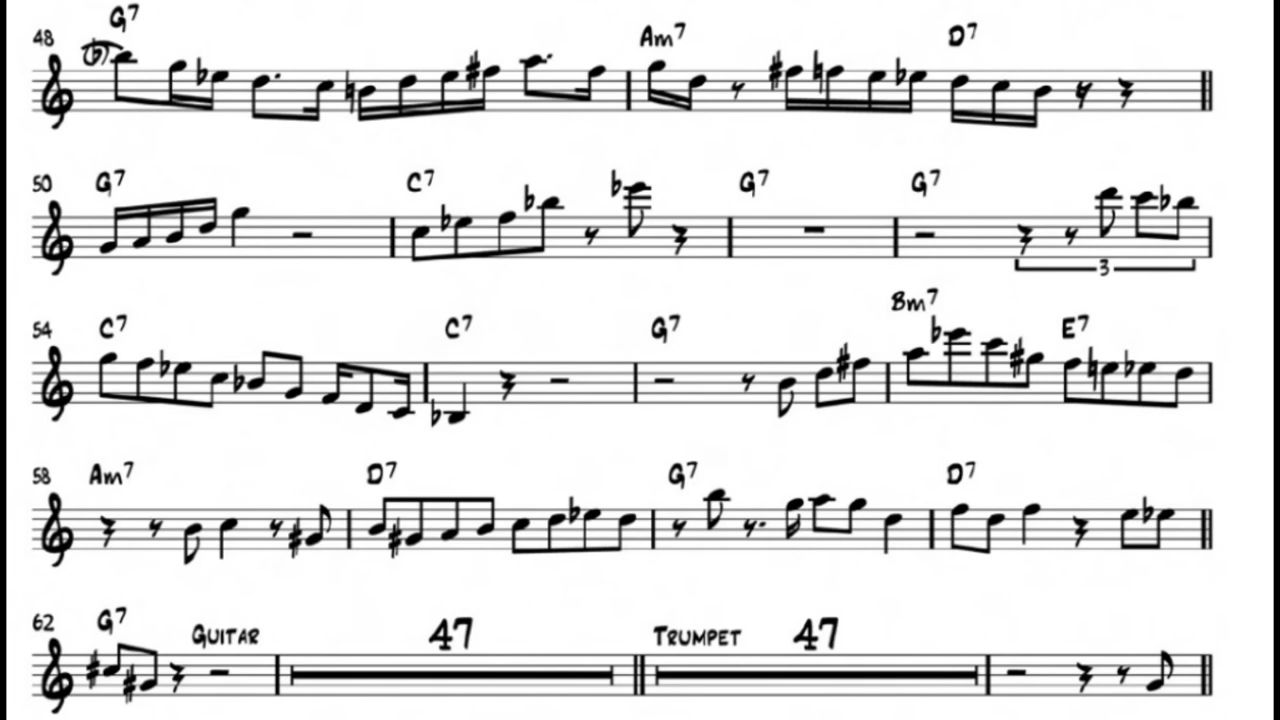 G7
48 (b) Am7 D7
50 G7 C7 G7 G7
3
54 C7 C7 G7 Bm7 E7
58 Am7 D7 G7 D7
62 G7 GUITAR 47 TRUMPET 47